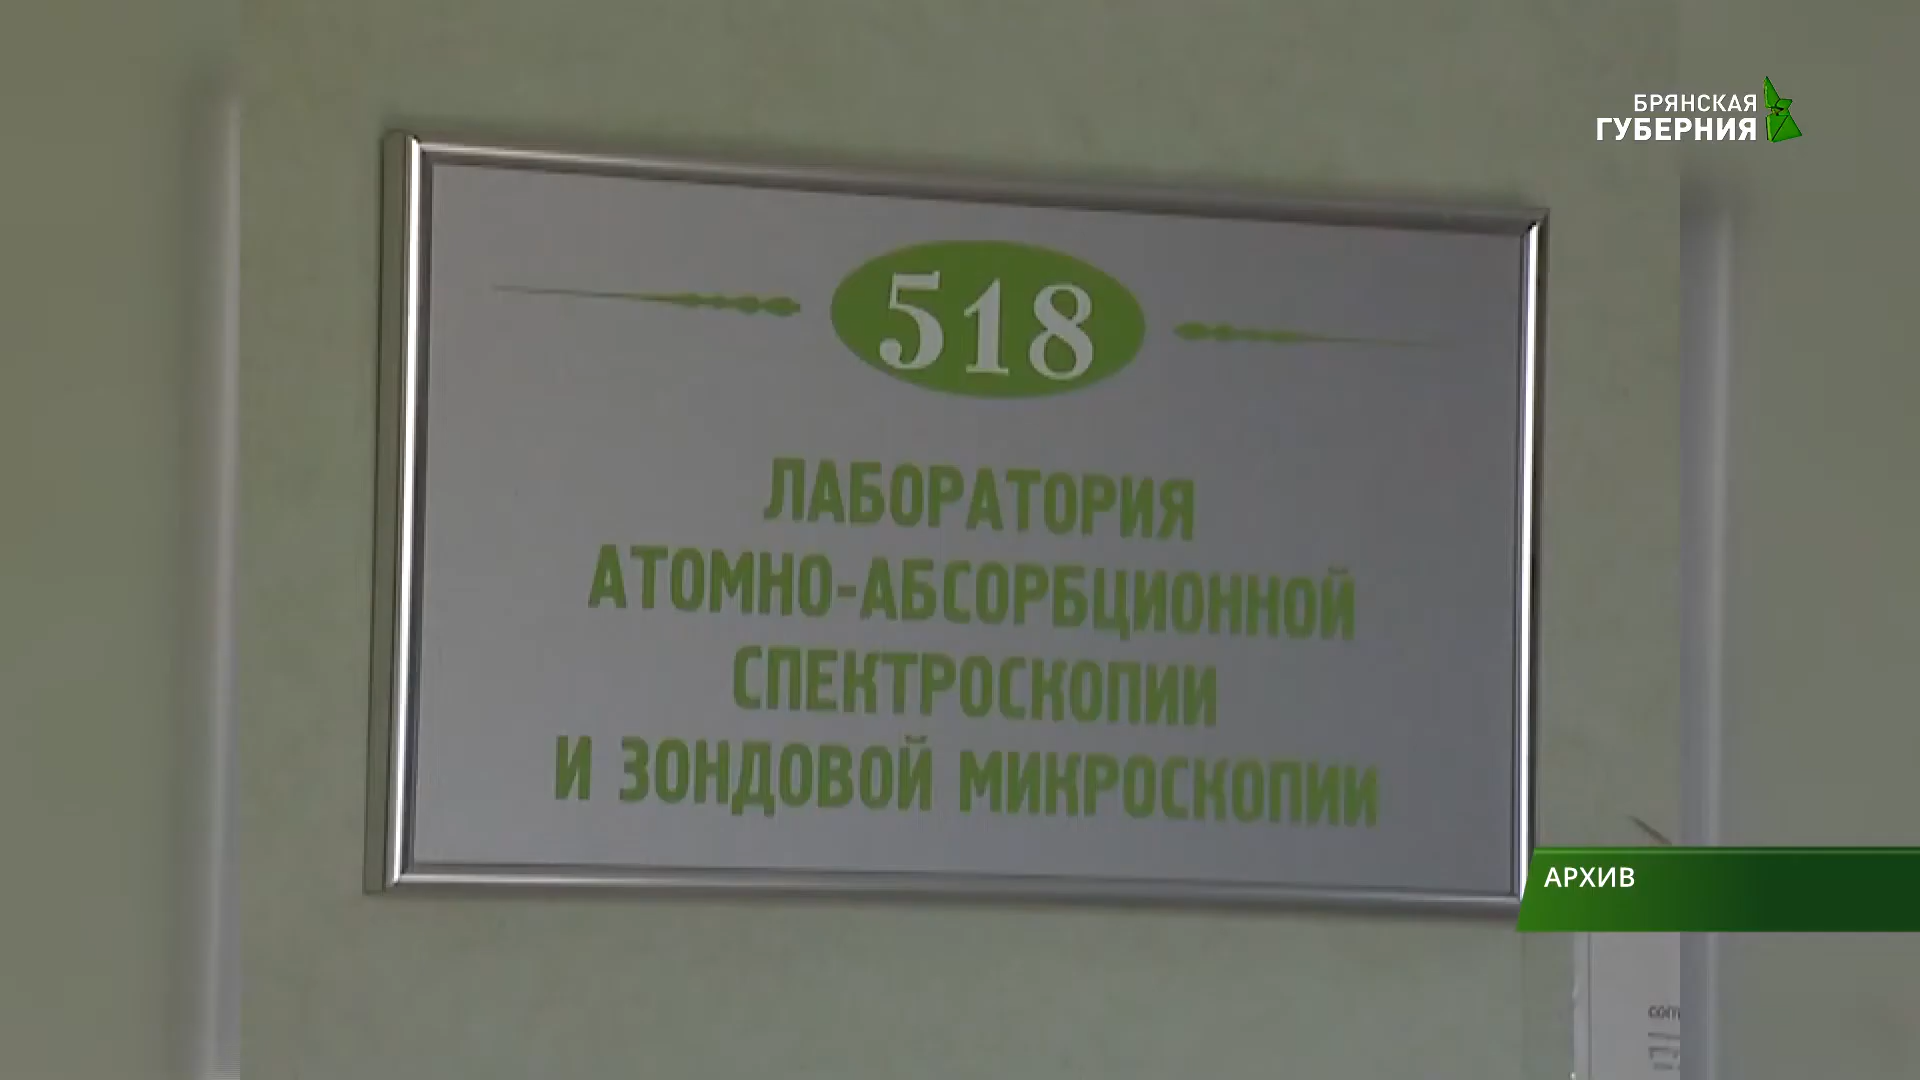 БРЯНСКАЯ
ГУБЕРНИЯ
518
ЛАБОРАТОРИЯ
АТОМНО-АБСОРБЦИОННОЙ
СПЕКТРОСКОПИИ
И ЗОНДОВОЙ МИКРОСКОПИИ
АРХИВ